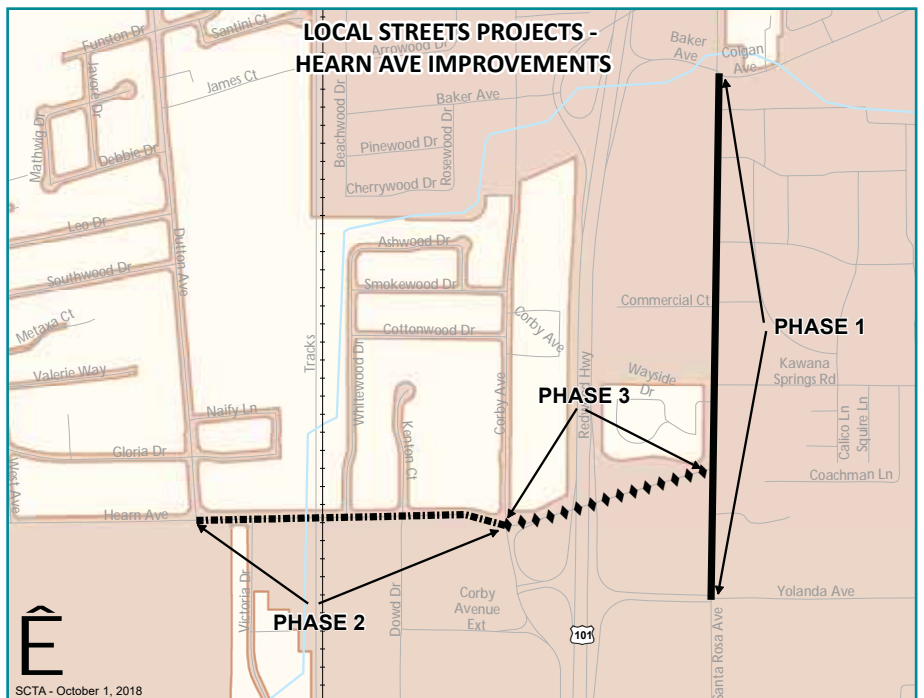 LOCAL STREETS PROJECTS -
HEARN AVE IMPROVEMENTS
Funston Dr
Santini Ct
Javore Dr
James Ct
Mathwig Dr
Debbie Dr
Leo Dr
Southwood Dr
Dutton Ave
Metaxa Ct
Valerie Way
Naify Ln
Gloria Dr
West Ave
Hearn Ave
Tracks
Beachwood Dr
Arrowood Dr
Baker Ave
Pinewood Dr
Rosewood Dr
Cherrywood Dr
Ashwood Dr
Smokewood Dr
Cottonwood Dr
Whitewood Dr
Kenton Ct
Corby Ave
Corby Ave
Redwood Hwy
Baker
Ave
Colgan
Ave
Commercial Ct
PHASE 1
Wayside
Dr
Kawana
Springs Rd
PHASE 3
Calico Ln
Squire Ln
Coachman Ln
Yolanda Ave
Santa Rosa Ave
PHASE 2
Victoria Dr
Dowd Dr
Corby
Avenue
Ext
101
Ê
SCTA - October 1, 2018